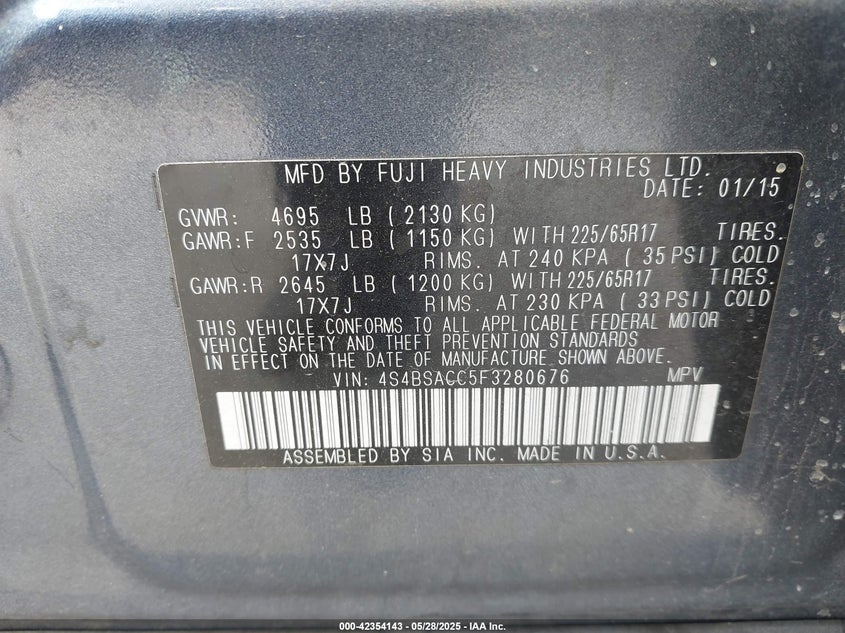 MFD BY FUJI HEAVY INDUSTRIES LTD.
DATE: 01/15
GVWR: 4695 LB (2130 KG)
GAWR:F 2535 LB (1150 KG) WITH 225/65R17 TIRES.
17X7J RIMS. AT 240 KPA (35 PSI) COLD
GAWR:R 2645 LB (1200 KG) WITH 225/65R17 TIRES.
17X7J RIMS. AT 230 KPA (33 PSI) COLD
THIS VEHICLE CONFORMS TO ALL APPLICABLE FEDERAL MOTOR
VEHICLE SAFETY AND THEFT PREVENTION STANDARDS
IN EFFECT ON THE DATE OF MANUFACTURE SHOWN ABOVE.
VIN: 4S4BSACC5F3280676 MPV
ASSEMBLED BY SIA INC. MADE IN U.S.A.
000-42354143 - 05/28/2025 - IAA Inc.